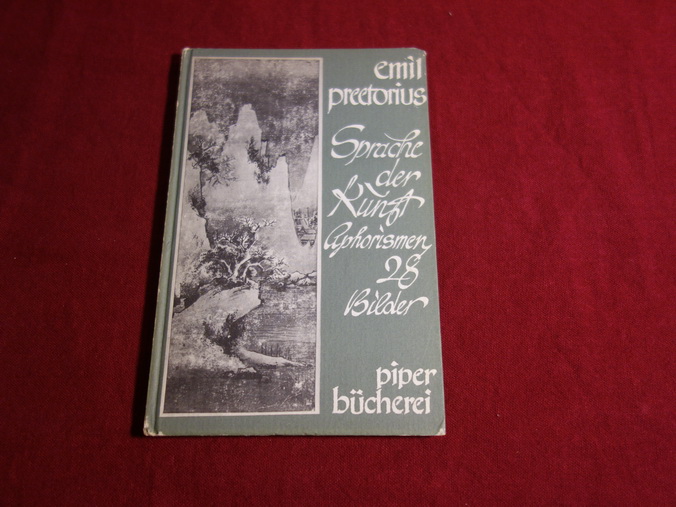 emil
preetorius
Sprache
der
Kunst
Aphorismen
28
Bilder
piper
bücherei